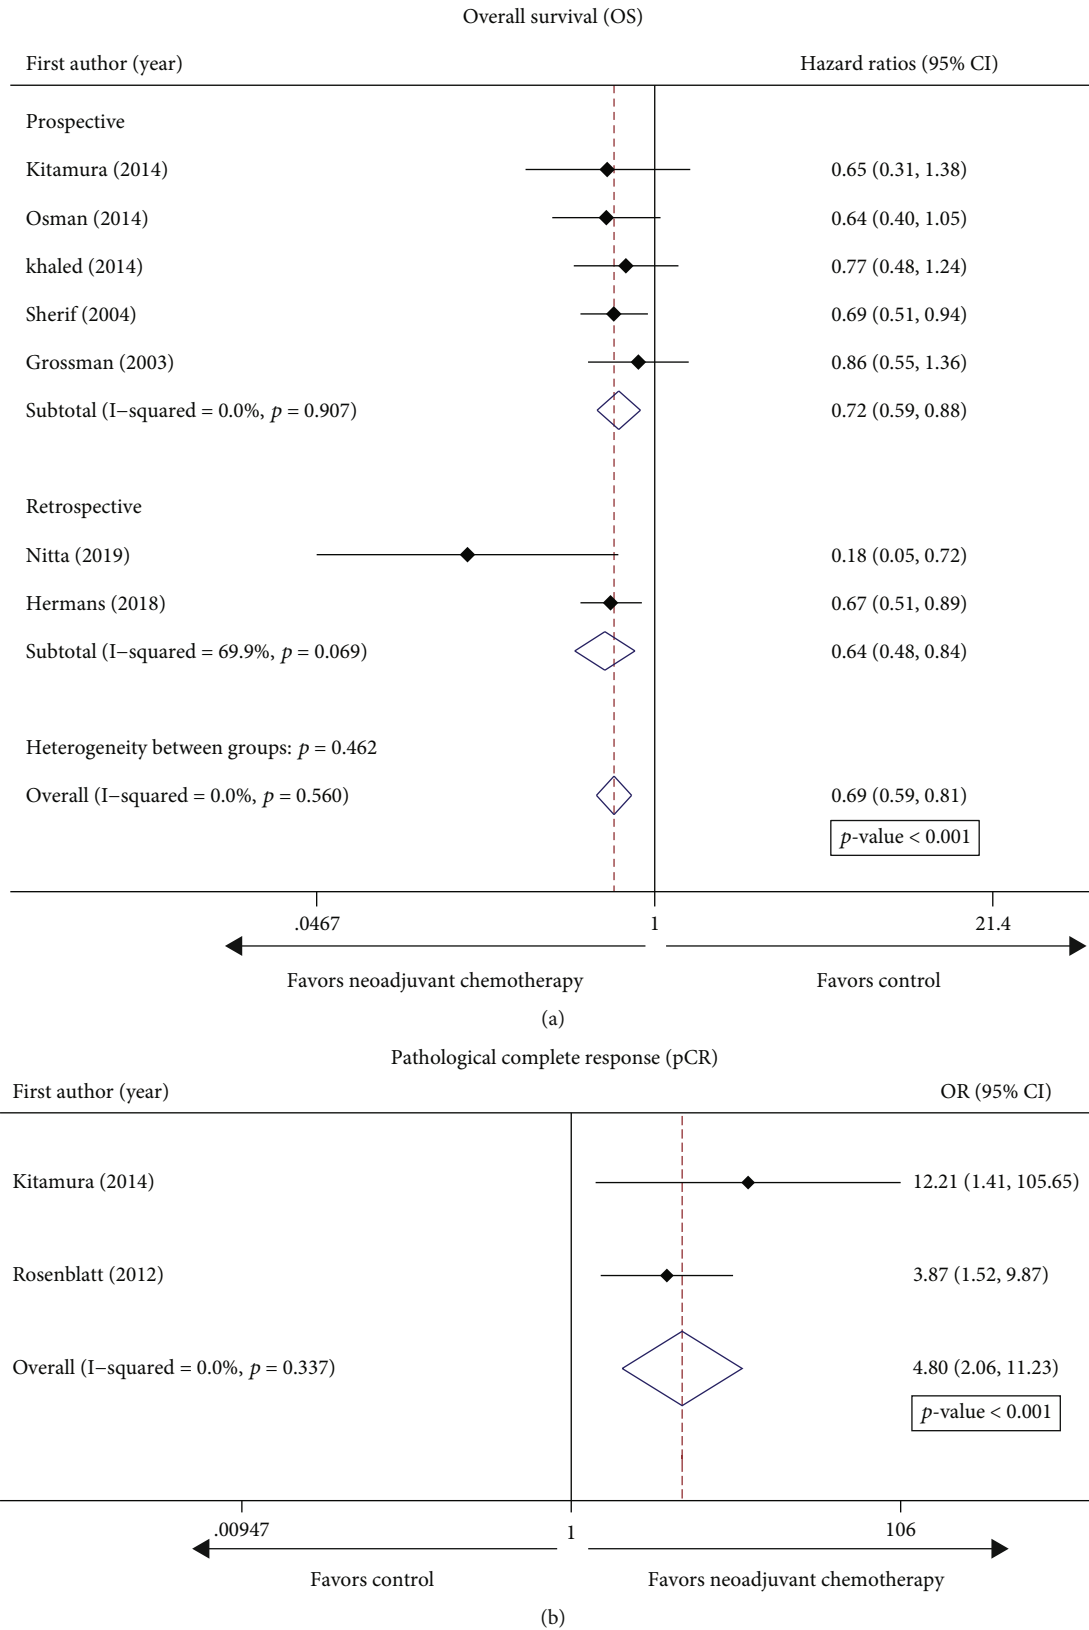 Overall survival (OS)
First author (year) Hazard ratios (95% CI)
Prospective
Kitamura (2014) 0.65 (0.31, 1.38)
Osman (2014) 0.64 (0.40, 1.05)
khaled (2014) 0.77 (0.48, 1.24)
Sherif (2004) 0.69 (0.51, 0.94)
Grossman (2003) 0.86 (0.55, 1.36)
Subtotal (I−squared = 0.0%, p = 0.907) 0.72 (0.59, 0.88)
Retrospective
Nitta (2019) 0.18 (0.05, 0.72)
Hermans (2018) 0.67 (0.51, 0.89)
Subtotal (I−squared = 69.9%, p = 0.069) 0.64 (0.48, 0.84)
Heterogeneity between groups: p = 0.462
Overall (I−squared = 0.0%, p = 0.560) 0.69 (0.59, 0.81)
p-value < 0.001
.0467 1 21.4
Favors neoadjuvant chemotherapy Favors control
(a)
Pathological complete response (pCR)
First author (year) OR (95% CI)
Kitamura (2014) 12.21 (1.41, 105.65)
Rosenblatt (2012) 3.87 (1.52, 9.87)
Overall (I−squared = 0.0%, p = 0.337) 4.80 (2.06, 11.23)
p-value < 0.001
.00947 1 106
Favors control Favors neoadjuvant chemotherapy
(b)